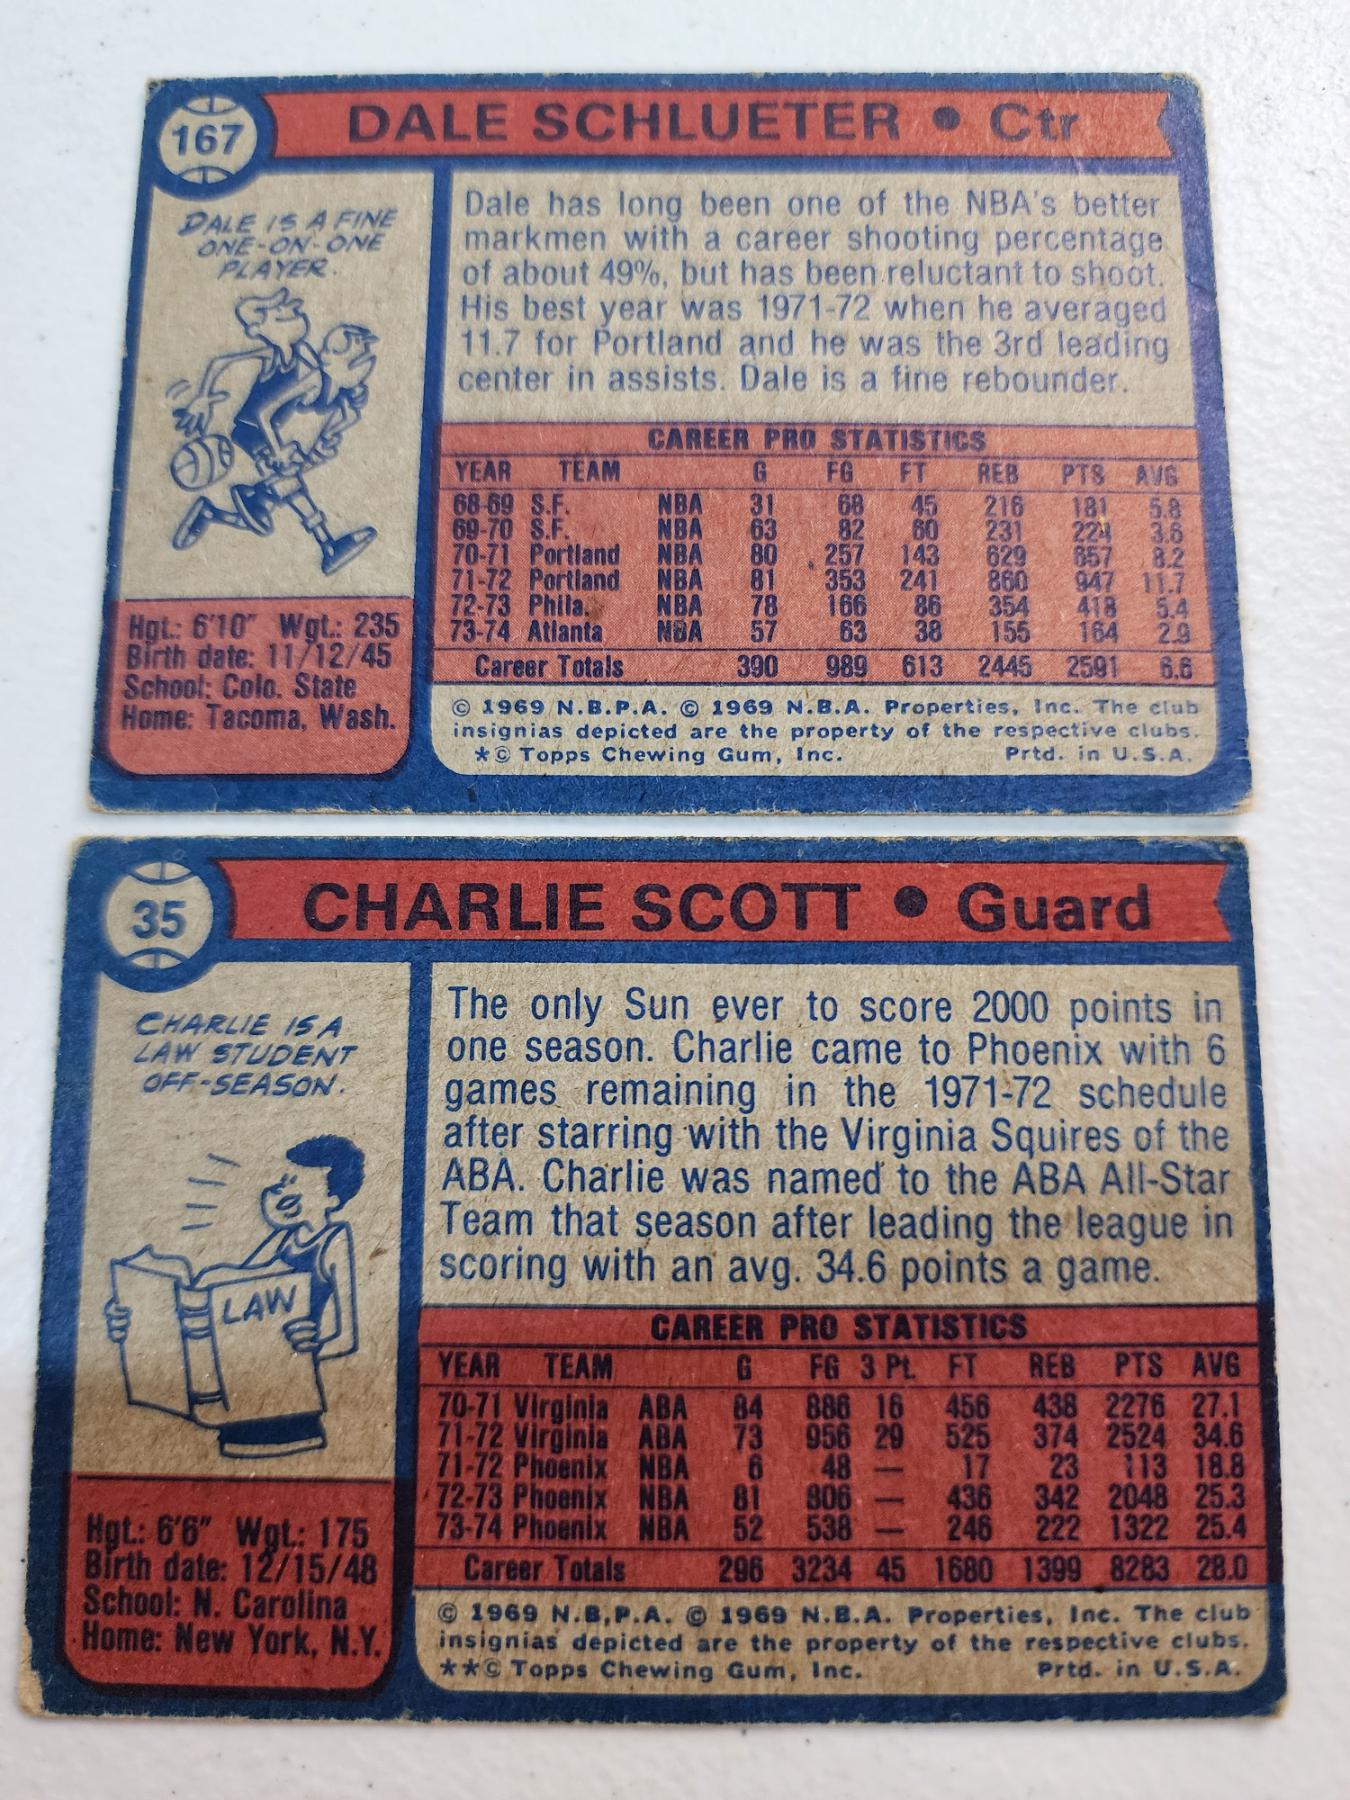 167
DALE SCHLUETER • Ctr
DALE IS A FINE
ONE-ON-ONE
PLAYER.
Dale has long been one of the NBA's better
markmen with a career shooting percentage
of about 49%, but has been reluctant to shoot.
His best year was 1971-72 when he averaged
11.7 for Portland and he was the 3rd leading
center in assists. Dale is a fine rebounder.
CAREER PRO STATISTICS
YEAR TEAM G FG FT REB PTS AVG
68-69 S.F. NBA 31 68 45 216 181 5.8
69-70 S.F. NBA 63 82 60 231 224 3.6
70-71 Portland NBA 80 257 143 629 657 8.2
71-72 Portland NBA 81 353 241 860 947 11.7
72-73 Phila. NBA 78 166 86 354 418 5.4
73-74 Atlanta NBA 57 63 38 155 164 2.9
Career Totals 390 989 613 2445 2591 6.6
Hgt.: 6'10" Wgt.: 235
Birth date: 11/12/45
School: Colo. State
Home: Tacoma, Wash.
© 1969 N.B.P.A. © 1969 N.B.A. Properties, Inc. The club
insignias depicted are the property of the respective clubs.
*© Topps Chewing Gum, Inc. Prtd. in U.S.A.
35
CHARLIE SCOTT • Guard
CHARLIE IS A
LAW STUDENT
OFF-SEASON.
LAW
The only Sun ever to score 2000 points in
one season. Charlie came to Phoenix with 6
games remaining in the 1971-72 schedule
after starring with the Virginia Squires of the
ABA. Charlie was named to the ABA All-Star
Team that season after leading the league in
scoring with an avg. 34.6 points a game.
CAREER PRO STATISTICS
YEAR TEAM G FG 3 Pt. FT REB PTS AVG
70-71 Virginia ABA 84 886 16 456 438 2276 27.1
71-72 Virginia ABA 73 956 29 525 374 2524 34.6
71-72 Phoenix NBA 6 48 — 17 23 113 18.8
72-73 Phoenix NBA 81 806 — 436 342 2048 25.3
73-74 Phoenix NBA 52 538 — 246 222 1322 25.4
Career Totals 296 3234 45 1680 1399 8283 28.0
Hgt.: 6'6" Wgt.: 175
Birth date: 12/15/48
School: N. Carolina
Home: New York, N.Y.
© 1969 N.B.P.A. © 1969 N.B.A. Properties, Inc. The club
insignias depicted are the property of the respective clubs.
**© Topps Chewing Gum, Inc. Prtd. in U.S.A.